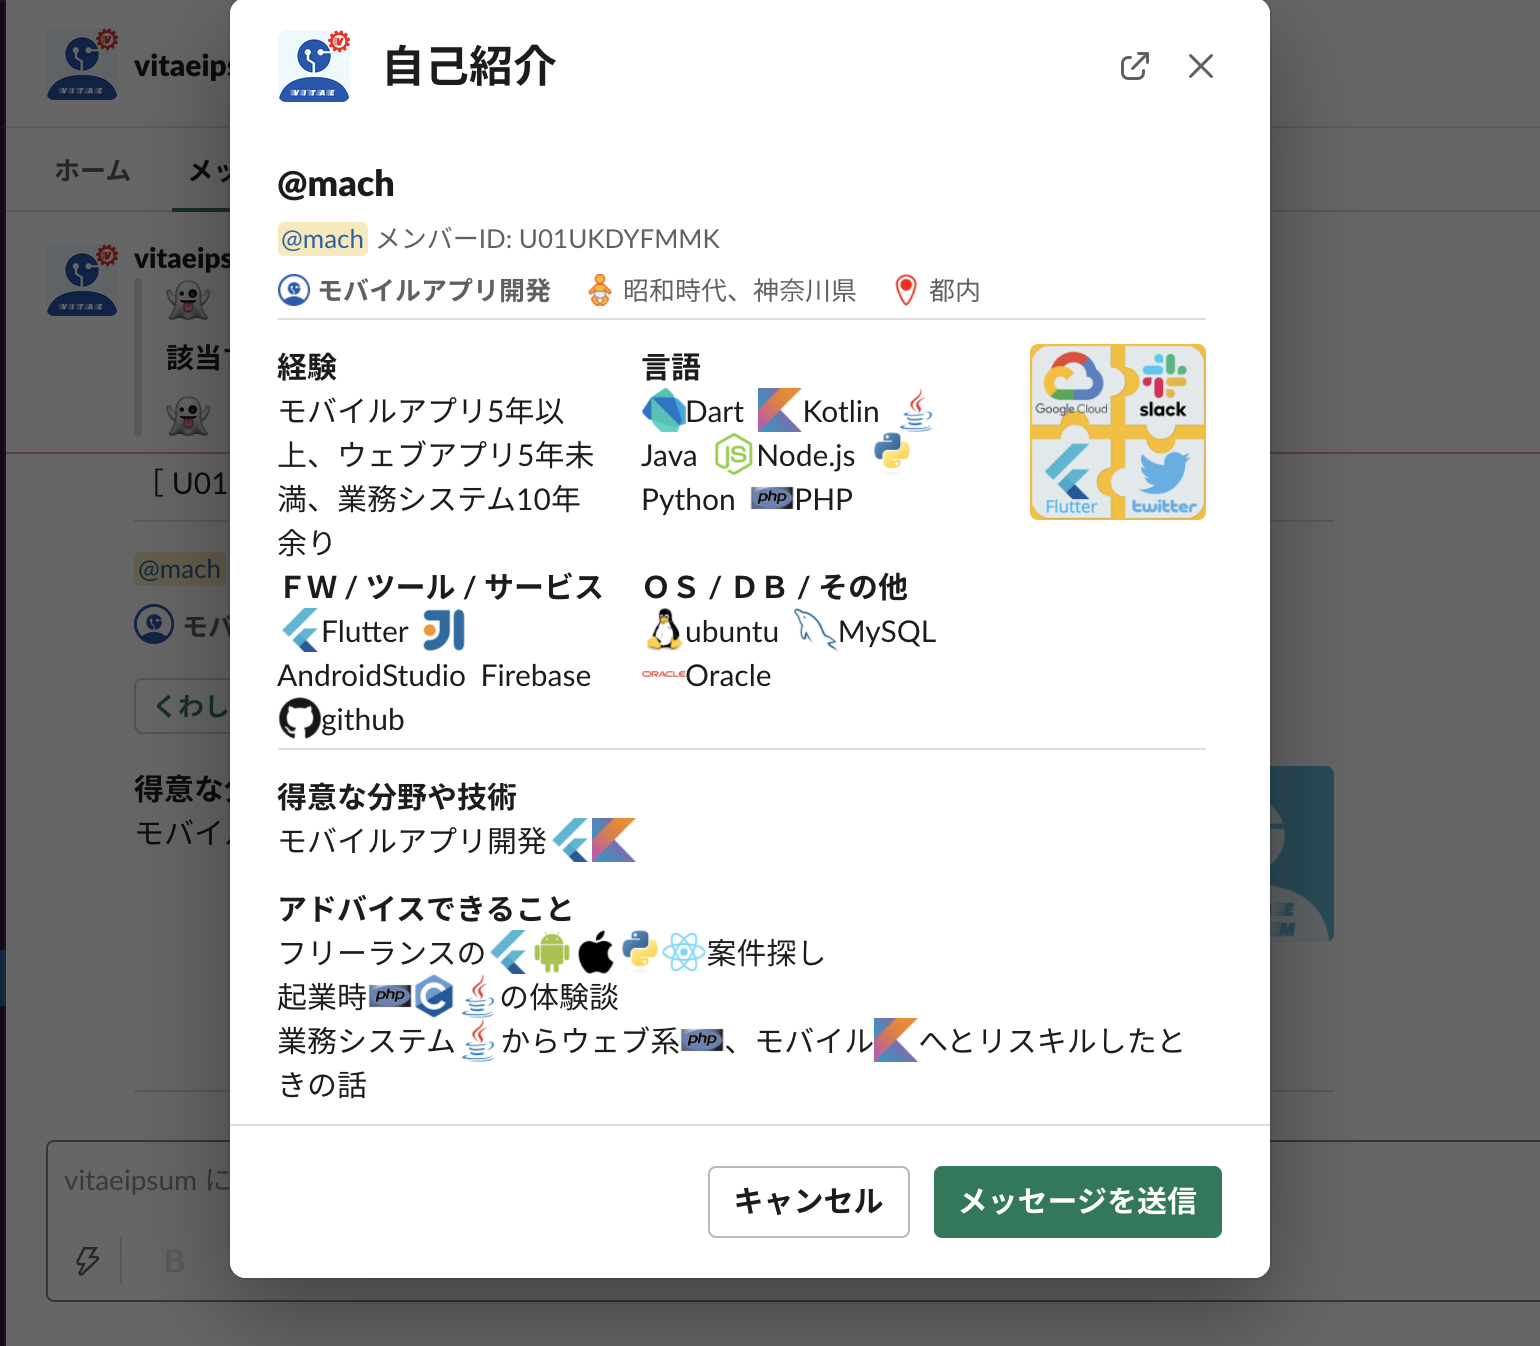 vitaeips
ホーム
メッ
vitaeips
該当
[ U01
@mach
モバ
くわし
得意な
モバイ
vitaeipsum に
B
VITAE
自己紹介
@mach
@mach メンバーID: U01UKDYFMMK
モバイルアプリ開発 昭和時代、神奈川県 都内
経験
モバイルアプリ5年以
上、ウェブアプリ5年未
満、業務システム10年
余り
言語
Dart Kotlin
Java Node.js
Python php PHP
Google Cloud
slack
Flutter
twitter
ＦＷ / ツール / サービス
Flutter
AndroidStudio Firebase
github
ＯＳ / ＤＢ / その他
ubuntu MySQL
ORACLE Oracle
得意な分野や技術
モバイルアプリ開発
アドバイスできること
フリーランスの案件探し
起業時phpCの体験談
業務システムからウェブ系php、モバイルへとリスキルしたと
きの話
キャンセル
メッセージを送信